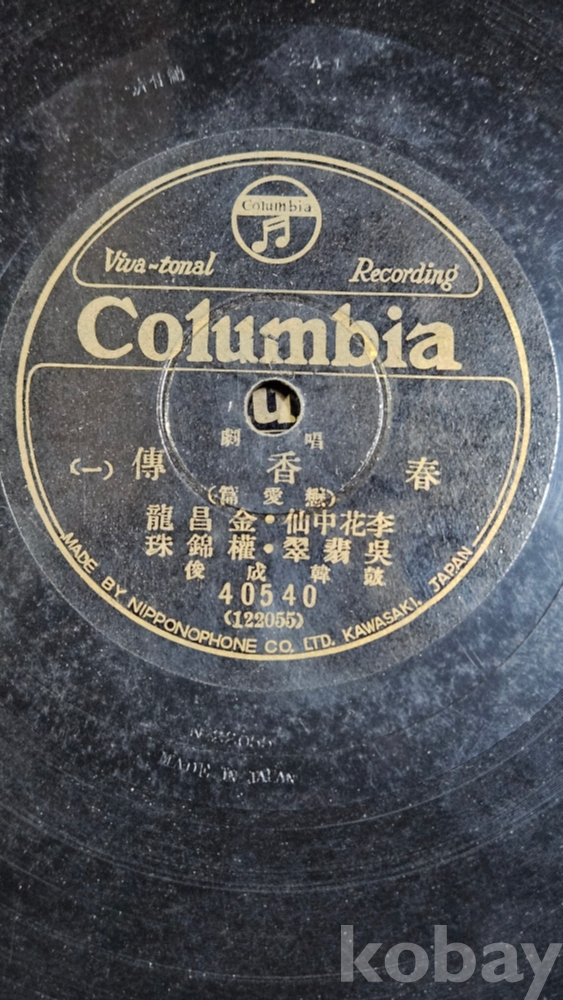 Columbia
Viva-tonal Recording
Columbia
唱劇
春香傳(一)
(戀愛篇)
李花中仙・金昌龍
吳翡翠・權錦珠
鼓 韓成俊
40540
(122055)
MADE BY NIPPONOPHONE CO., LTD. KAWASAKI, JAPAN
MADE IN JAPAN
kobay